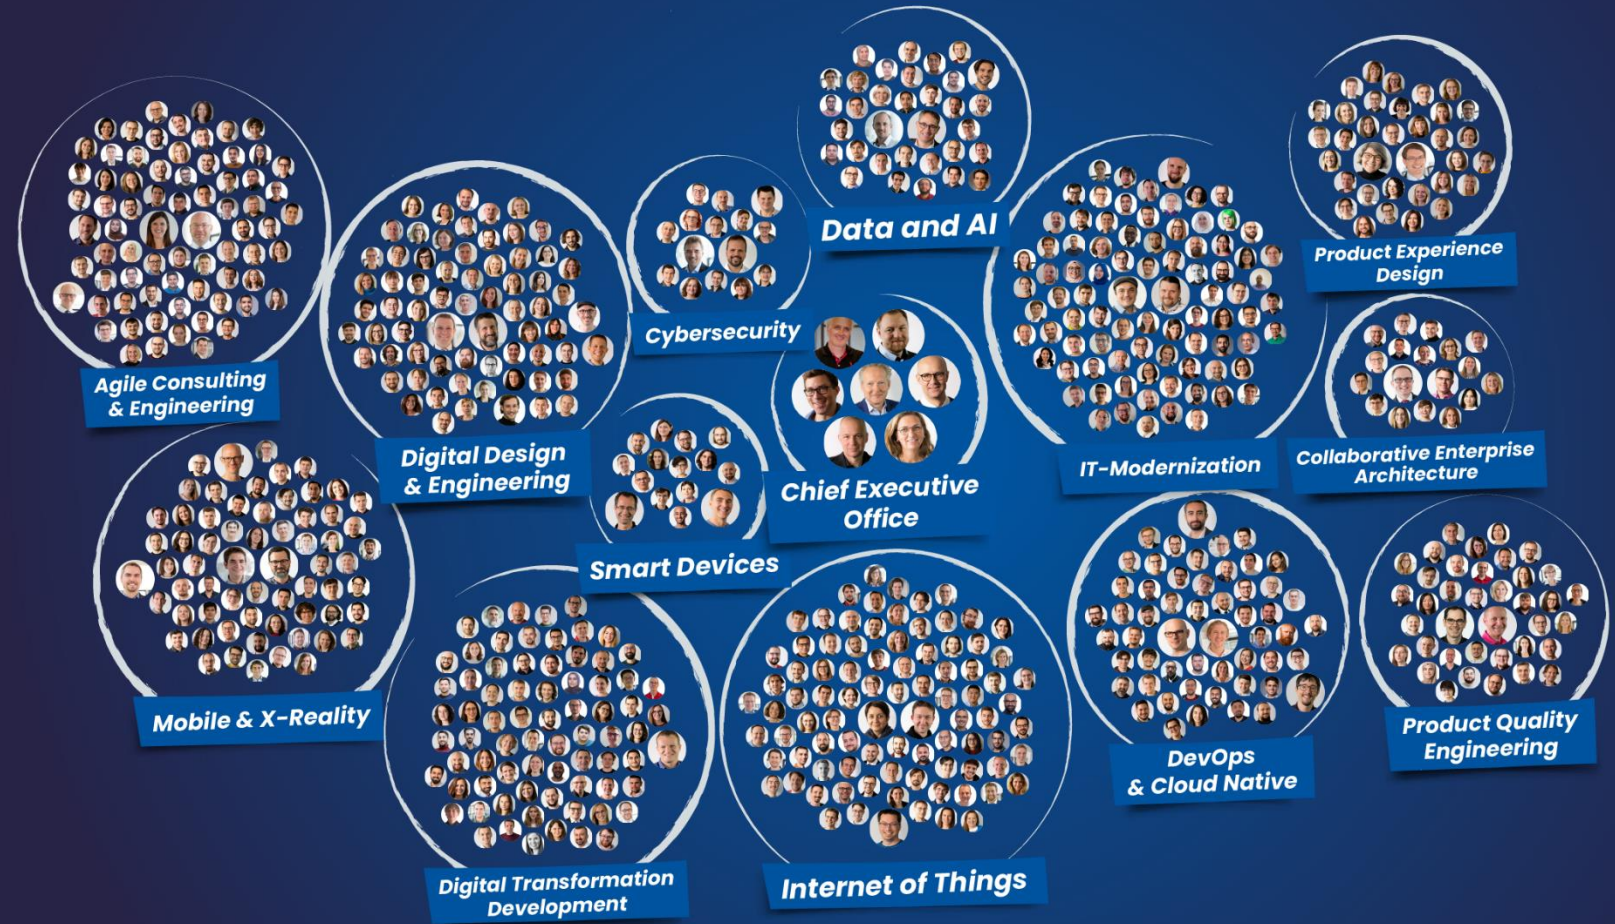 Data and AI
Product Experience
Design
Cybersecurity
Agile Consulting
& Engineering
Digital Design
& Engineering
Chief Executive
Office
IT-Modernization
Collaborative Enterprise
Architecture
Smart Devices
Mobile & X-Reality
Product Quality
Engineering
DevOps
& Cloud Native
Digital Transformation
Development
Internet of Things